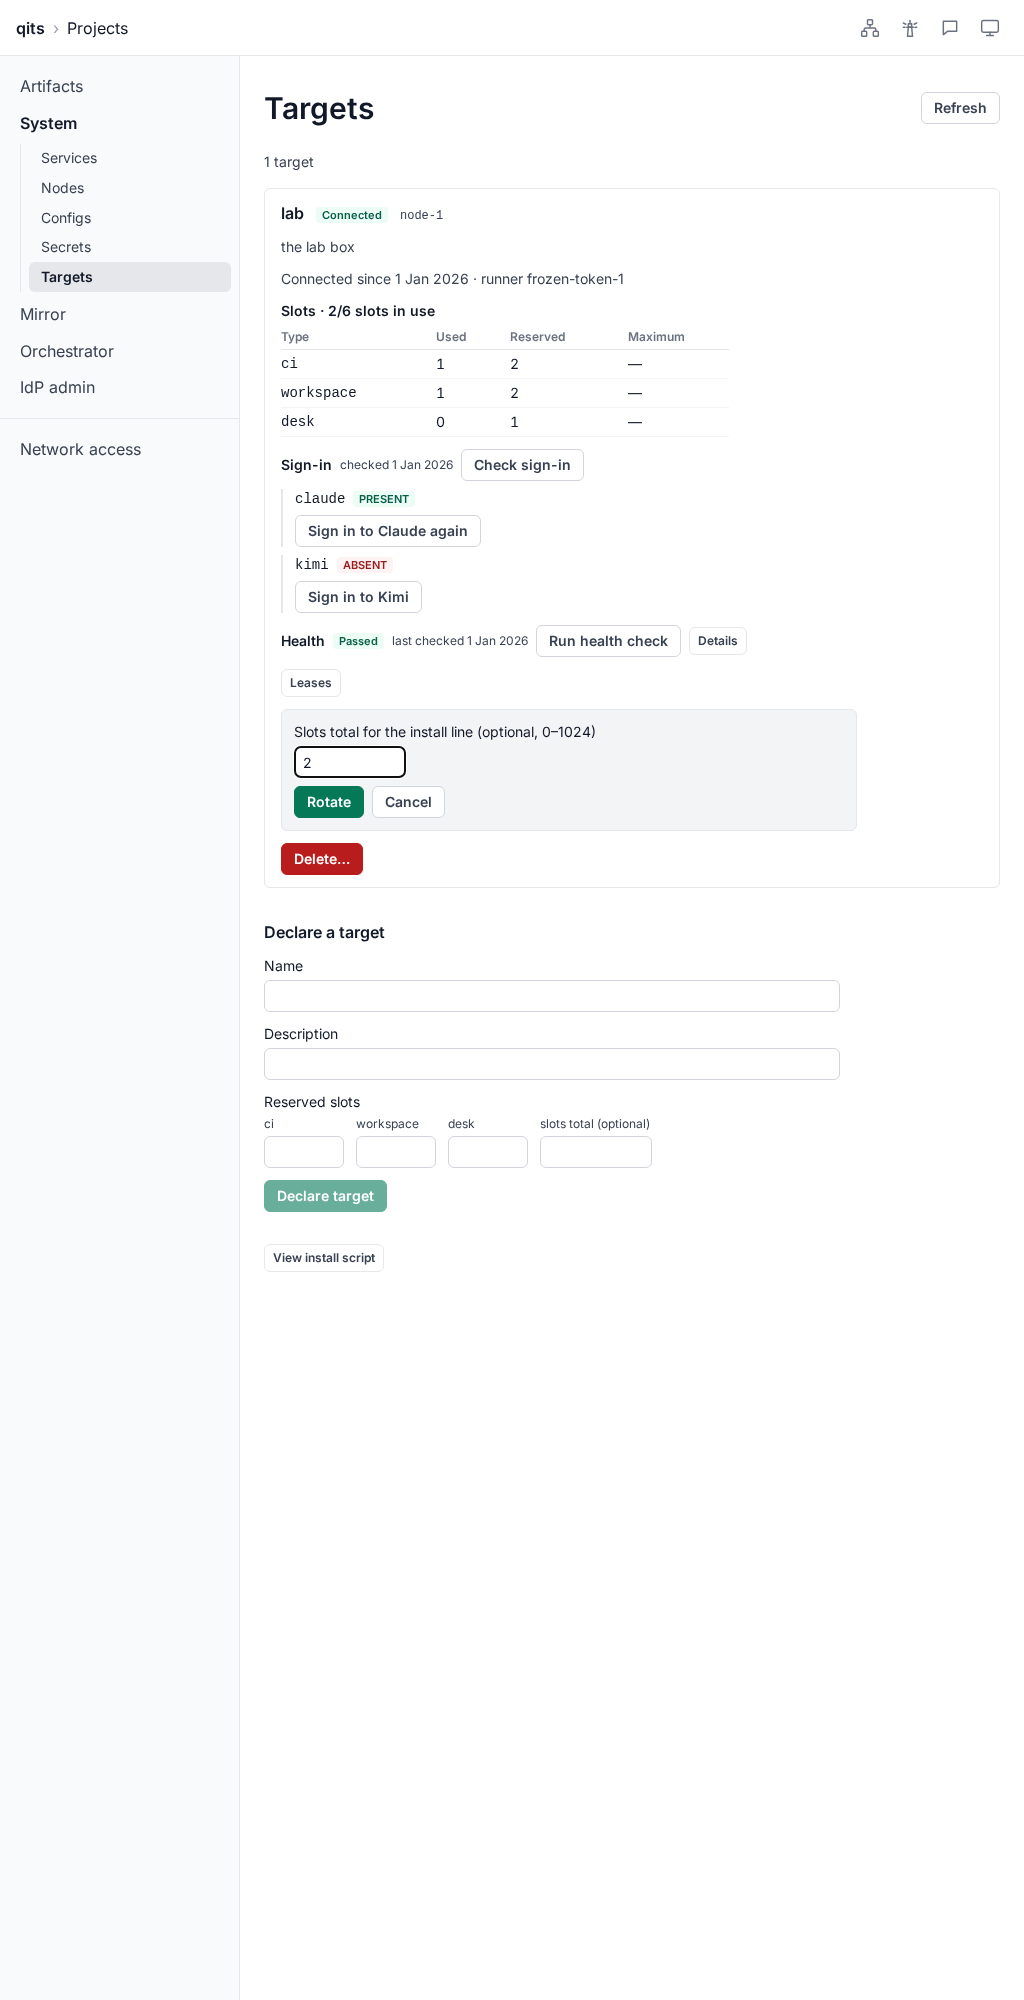 qits › Projects
Artifacts
System
Services
Nodes
Configs
Secrets
Targets
Mirror
Orchestrator
IdP admin
Network access
Targets
Refresh
1 target
lab Connected node-1
the lab box
Connected since 1 Jan 2026 · runner frozen-token-1
Slots · 2/6 slots in use
Type Used Reserved Maximum
ci 1 2 —
workspace 1 2 —
desk 0 1 —
Sign-in checked 1 Jan 2026 Check sign-in
claude PRESENT
Sign in to Claude again
kimi ABSENT
Sign in to Kimi
Health Passed last checked 1 Jan 2026 Run health check Details
Leases
Slots total for the install line (optional, 0–1024)
2
Rotate Cancel
Delete…
Declare a target
Name
Description
Reserved slots
ci workspace desk slots total (optional)
Declare target
View install script